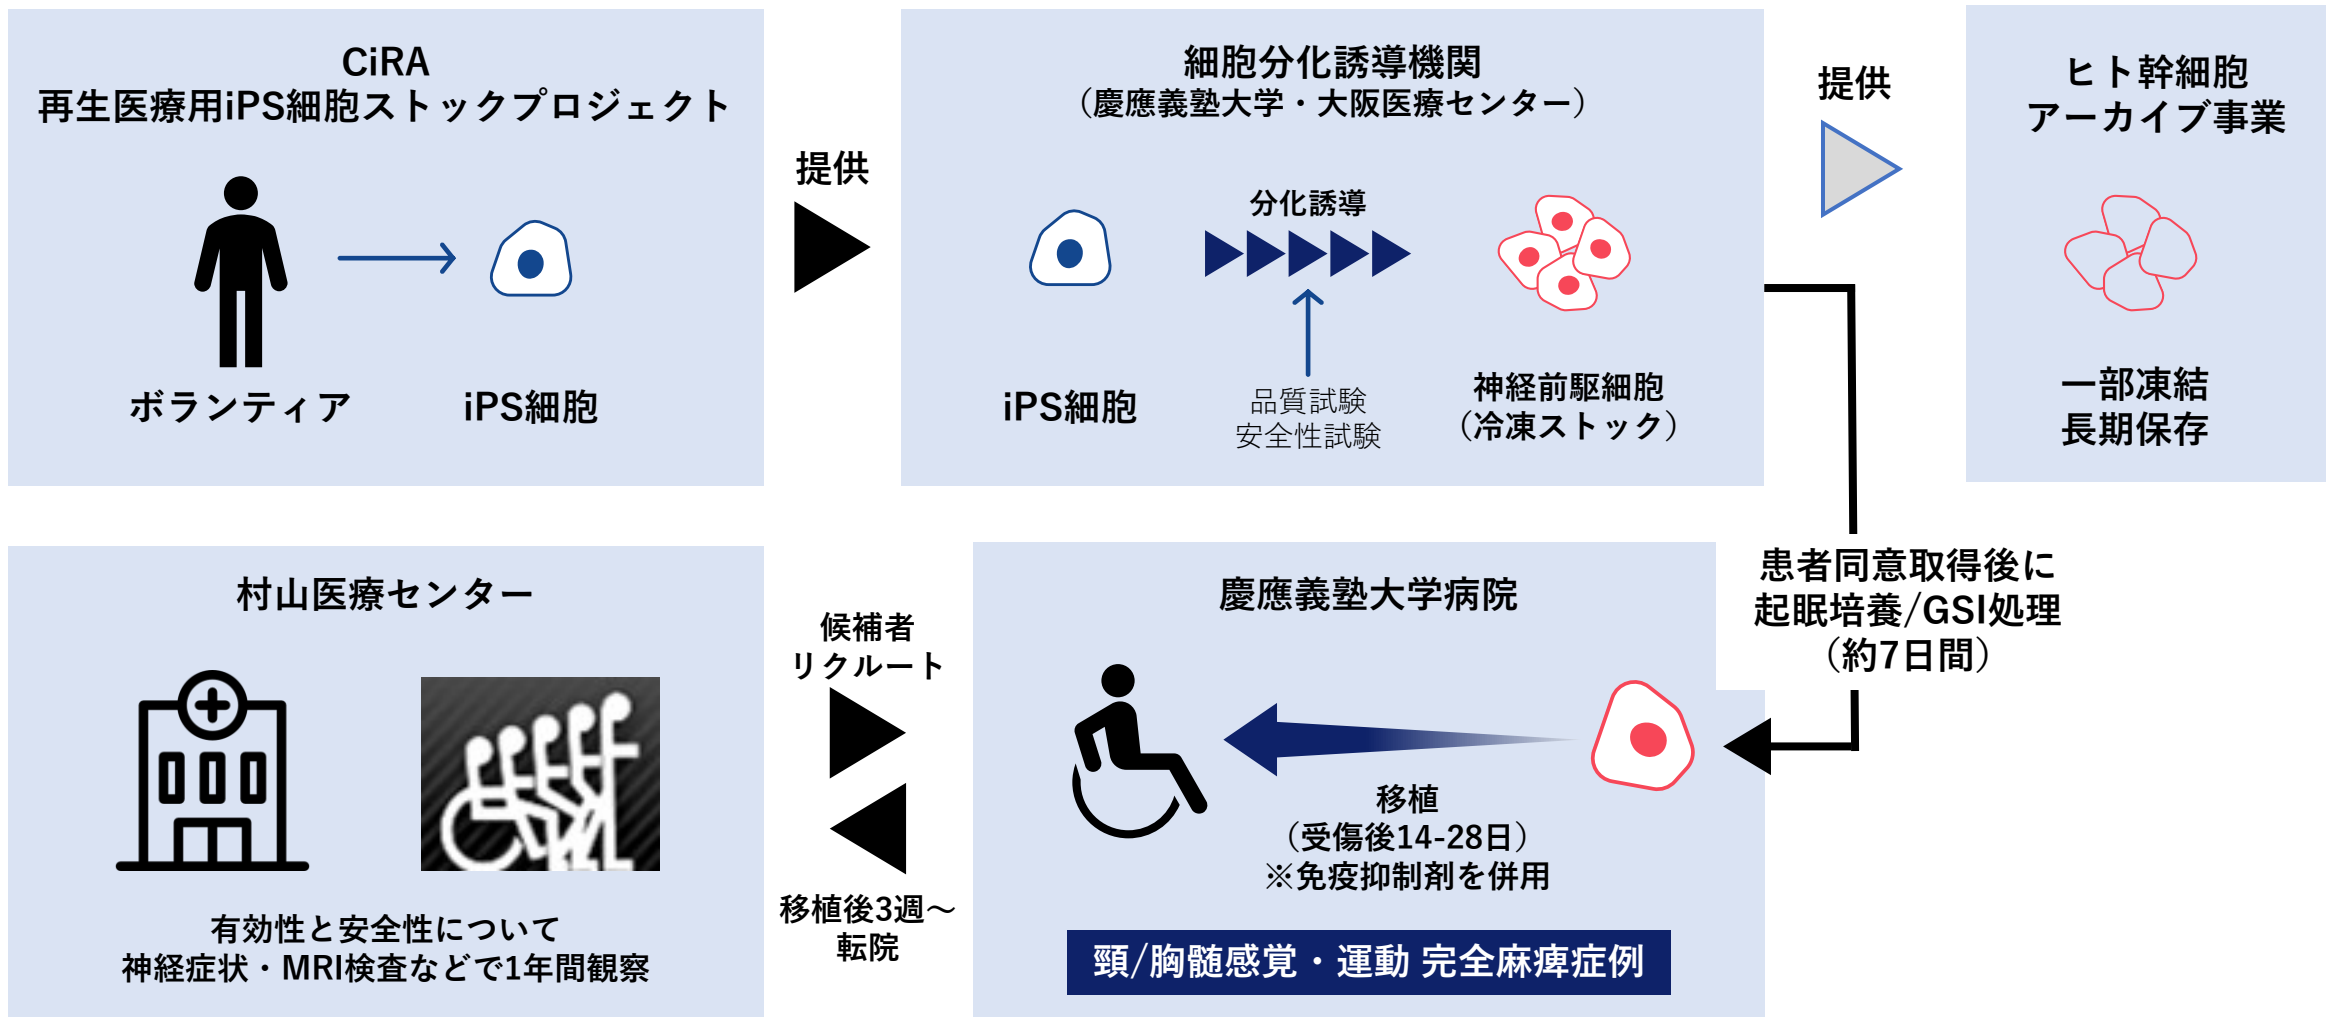 CiRA
再生医療用iPS細胞ストックプロジェクト
ボランティア
iPS細胞
提供
細胞分化誘導機関
（慶應義塾大学・大阪医療センター）
分化誘導
iPS細胞
品質試験
安全性試験
神経前駆細胞
（冷凍ストック）
提供
ヒト幹細胞
アーカイブ事業
一部凍結
長期保存
患者同意取得後に
起眠培養/GSI処理
（約7日間）
村山医療センター
有効性と安全性について
神経症状・MRI検査などで1年間観察
候補者
リクルート
移植後3週～
転院
慶應義塾大学病院
移植
（受傷後14-28日）
※免疫抑制剤を併用
頸/胸髄感覚・運動 完全麻痺症例